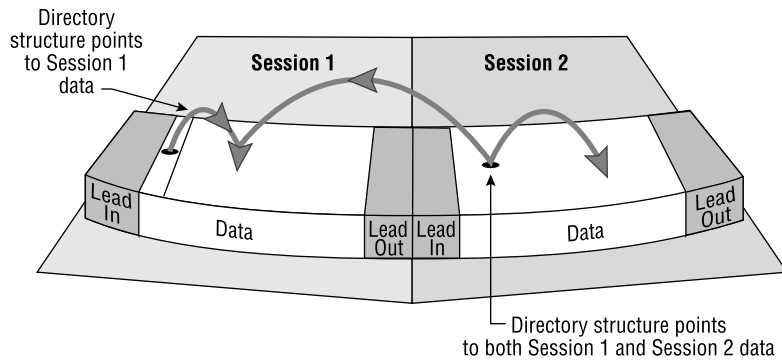 Directory
structure points
to Session 1
data
Session 1
Session 2
Lead
In
Data
Lead
Out
Lead
In
Data
Lead
Out
Directory structure points
to both Session 1 and Session 2 data